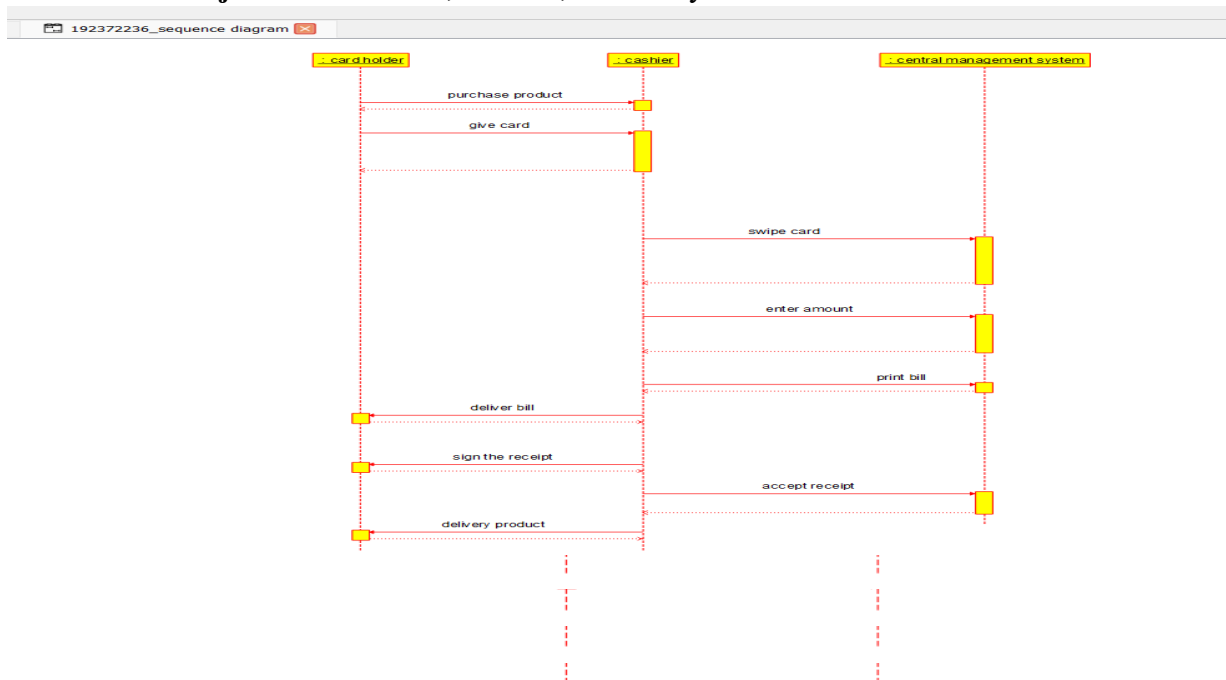 192372236_sequence diagram
: card holder
: cashier
: central management system
purchase product
give card
swipe card
enter amount
print bill
deliver bill
sign the receipt
accept receipt
delivery product